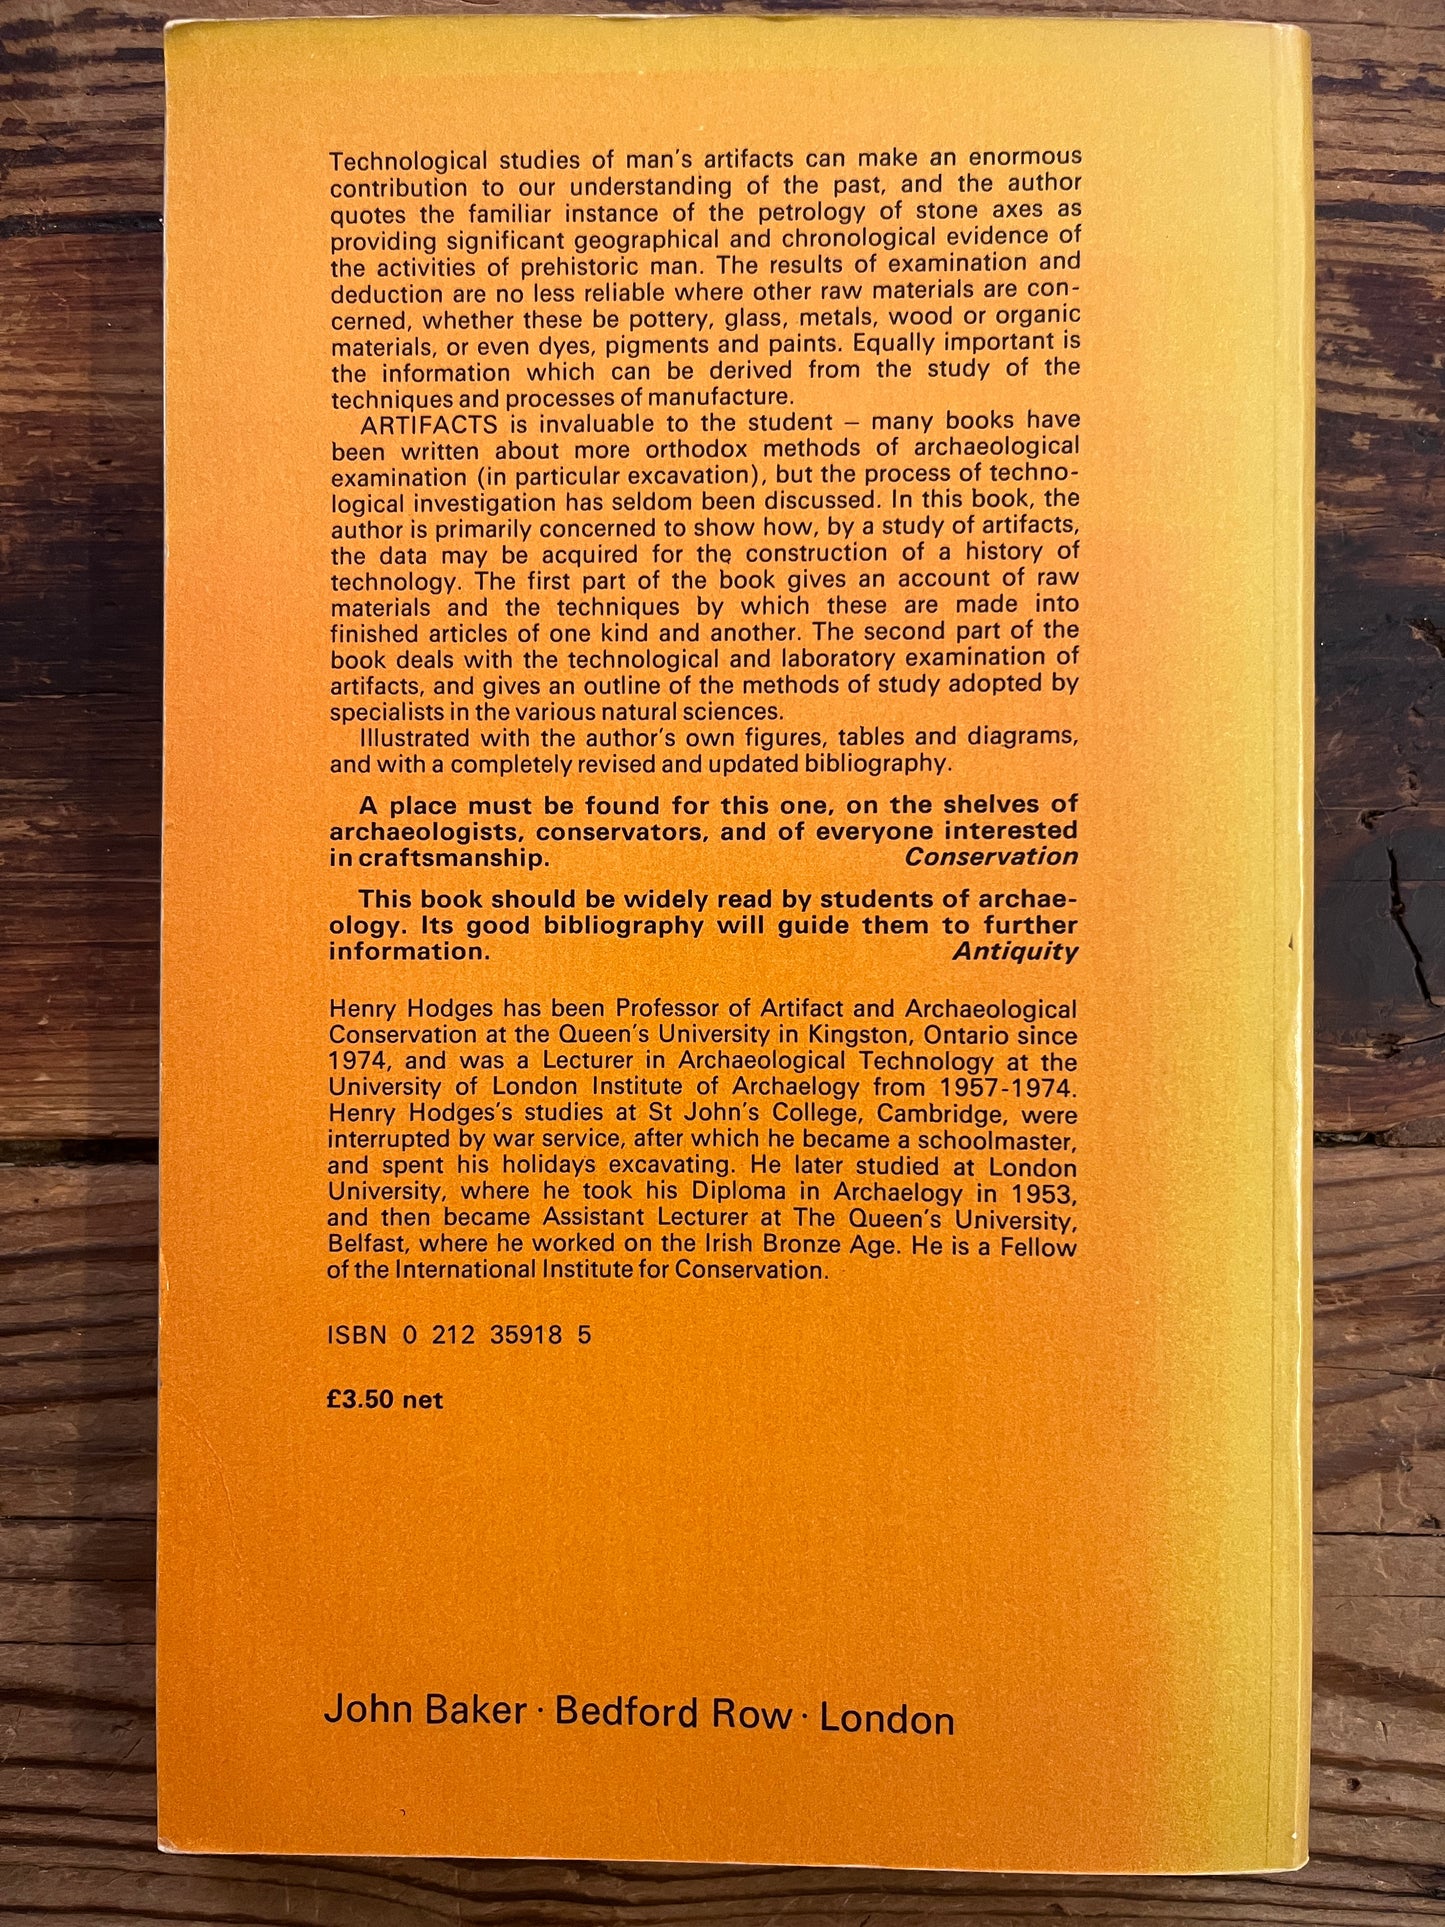 Technological studies of man's artifacts can make an enormous
contribution to our understanding of the past, and the author
quotes the familiar instance of the petrology of stone axes as
providing significant geographical and chronological evidence of
the activities of prehistoric man. The results of examination and
deduction are no less reliable where other raw materials are con-
cerned, whether these be pottery, glass, metals, wood or organic
materials, or even dyes, pigments and paints. Equally important is
the information which can be derived from the study of the
techniques and processes of manufacture.
ARTIFACTS is invaluable to the student – many books have
been written about more orthodox methods of archaeological
examination (in particular excavation), but the process of techno-
logical investigation has seldom been discussed. In this book, the
author is primarily concerned to show how, by a study of artifacts,
the data may be acquired for the construction of a history of
technology. The first part of the book gives an account of raw
materials and the techniques by which these are made into
finished articles of one kind and another. The second part of the
book deals with the technological and laboratory examination of
artifacts, and gives an outline of the methods of study adopted by
specialists in the various natural sciences.
Illustrated with the author's own figures, tables and diagrams,
and with a completely revised and updated bibliography.
A place must be found for this one, on the shelves of
archaeologists, conservators, and of everyone interested
in craftsmanship. Conservation
This book should be widely read by students of archae-
ology. Its good bibliography will guide them to further
information. Antiquity
Henry Hodges has been Professor of Artifact and Archaeological
Conservation at the Queen's University in Kingston, Ontario since
1974, and was a Lecturer in Archaeological Technology at the
University of London Institute of Archaelogy from 1957-1974.
Henry Hodges's studies at St John's College, Cambridge, were
interrupted by war service, after which he became a schoolmaster,
and spent his holidays excavating. He later studied at London
University, where he took his Diploma in Archaelogy in 1953,
and then became Assistant Lecturer at The Queen's University,
Belfast, where he worked on the Irish Bronze Age. He is a Fellow
of the International Institute for Conservation.
ISBN 0 212 35918 5
£3.50 net
John Baker · Bedford Row · London